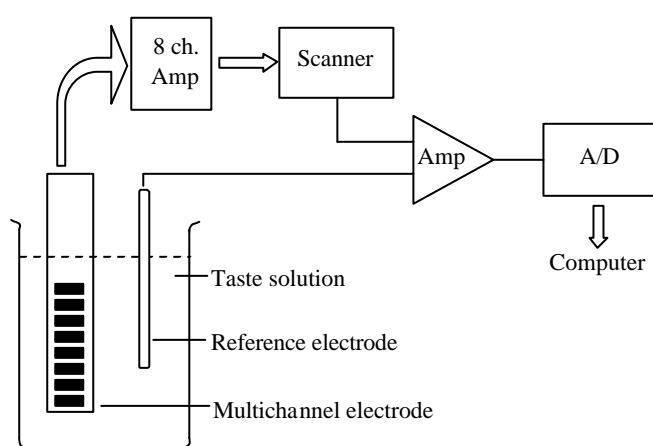 8 ch.
Amp
Scanner
Amp
A/D
Computer
Taste solution
Reference electrode
Multichannel electrode